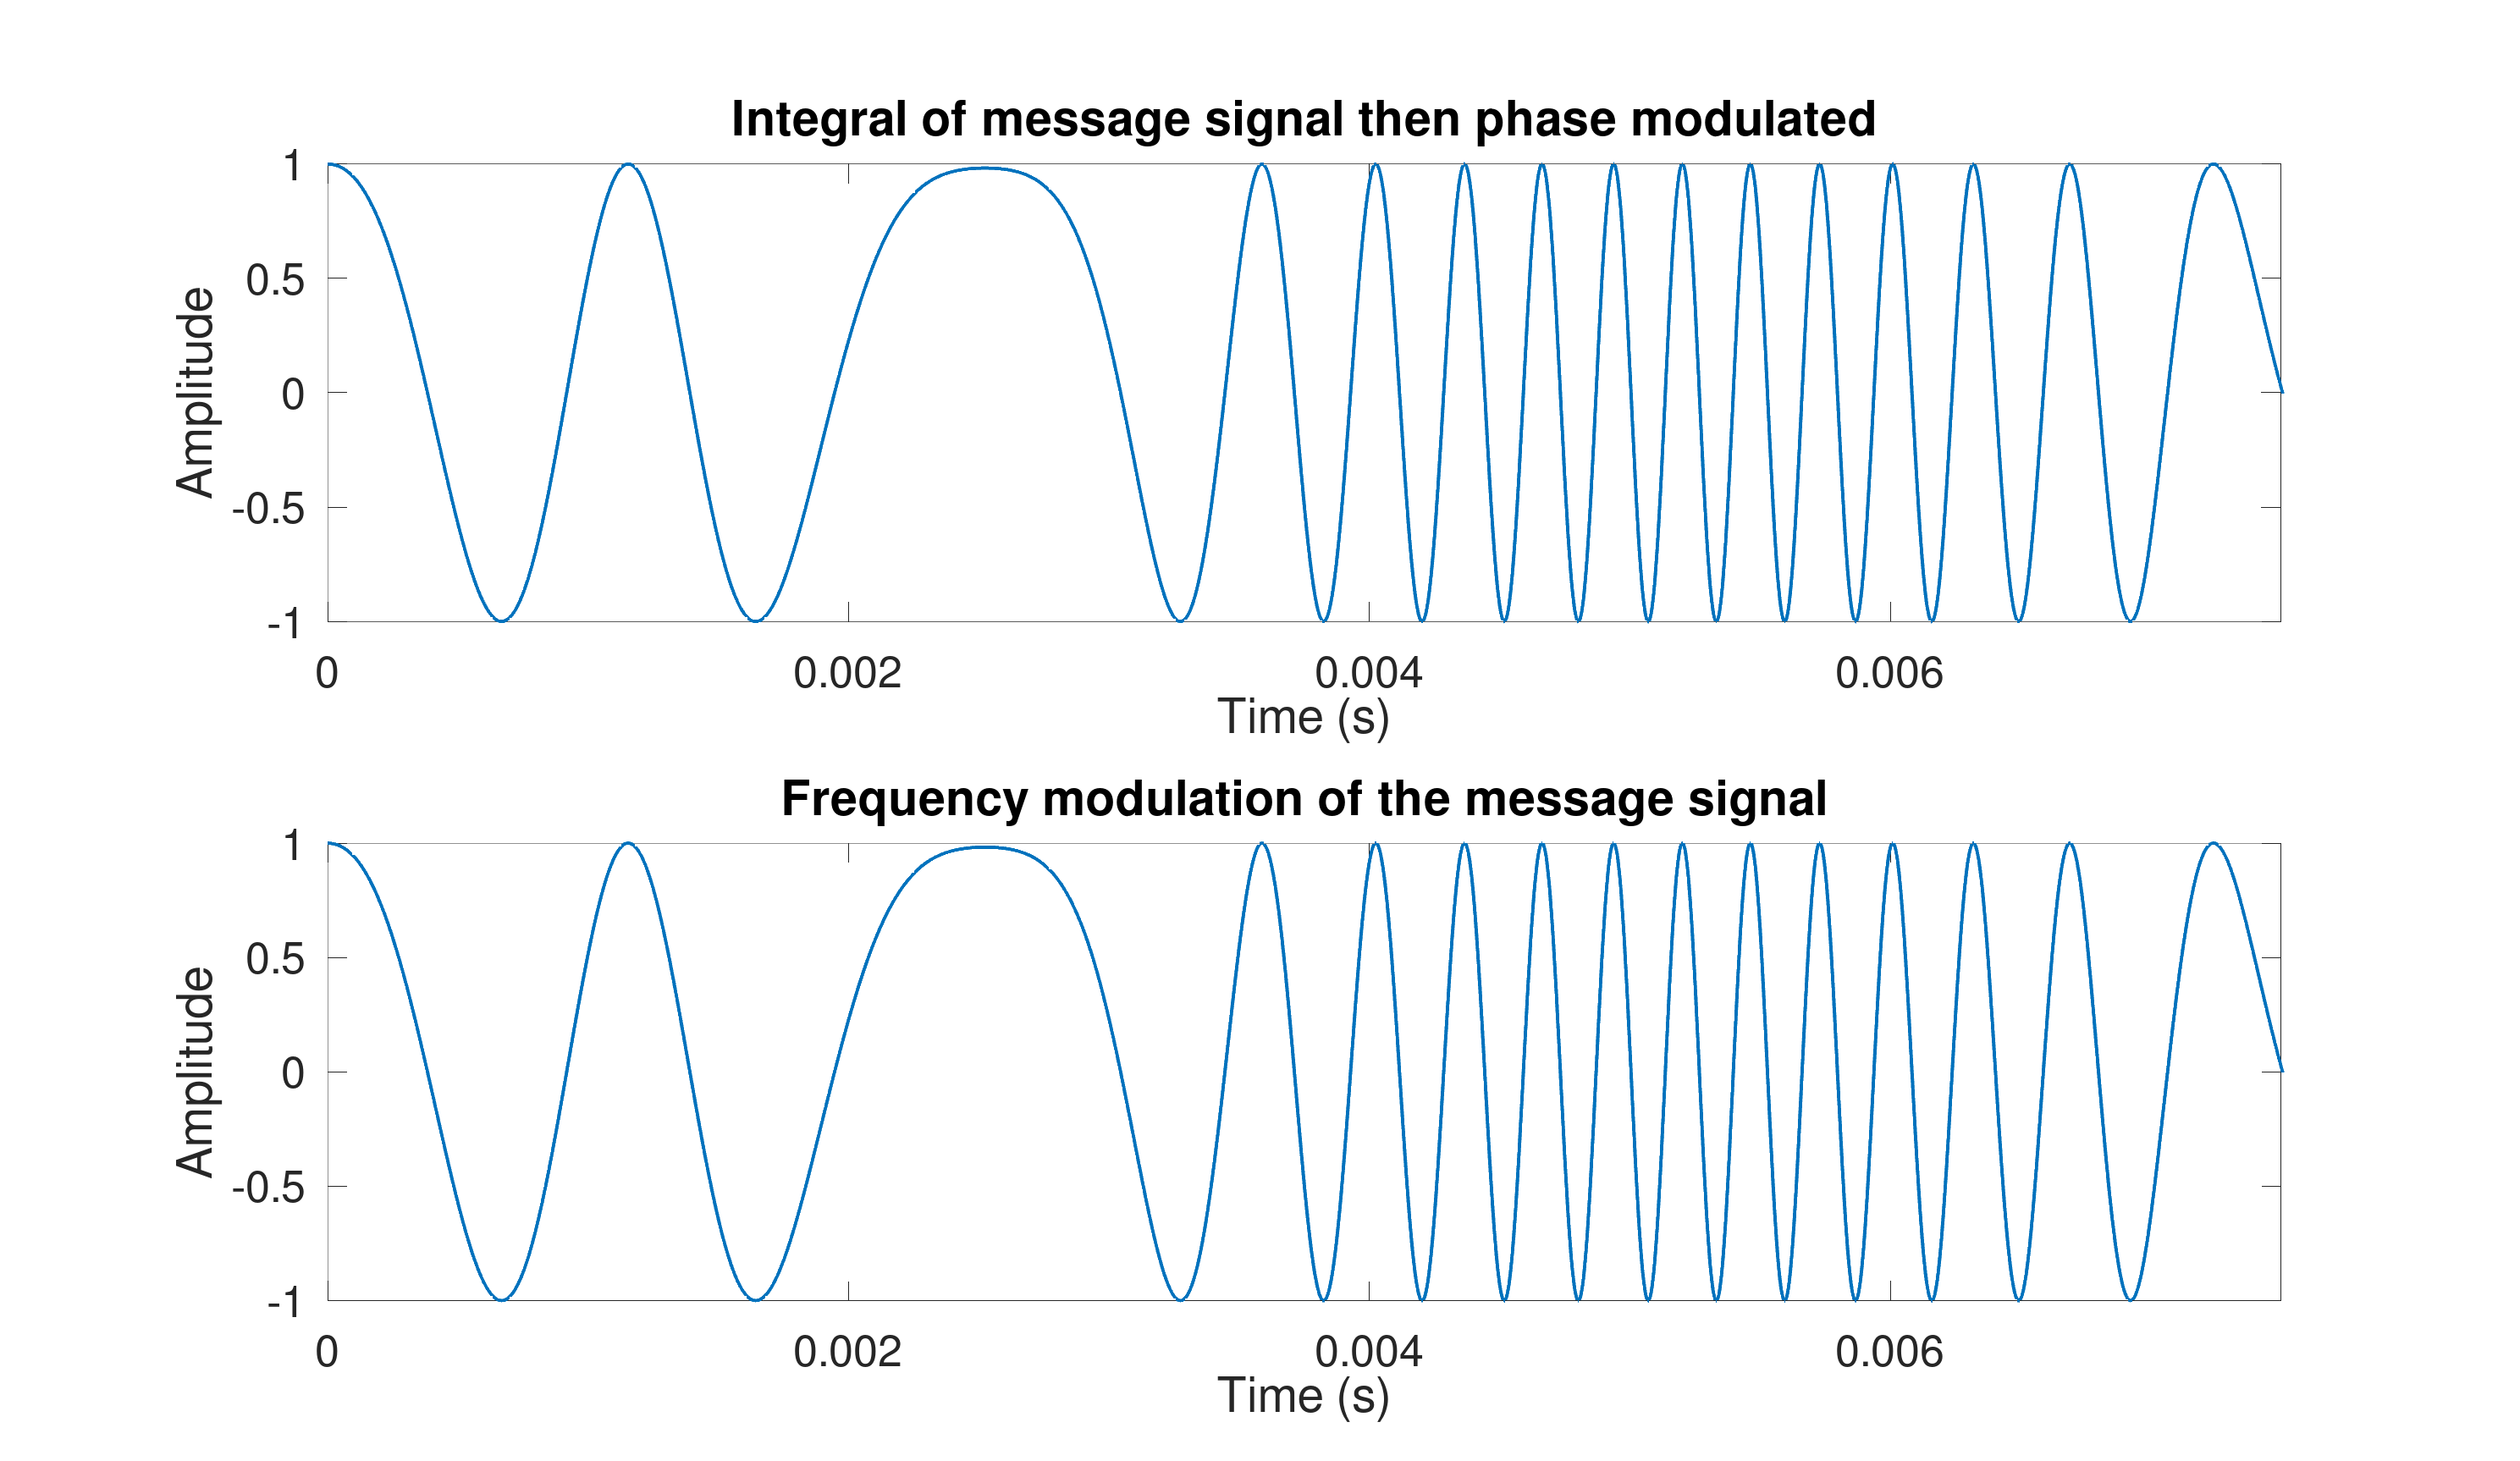 Integral of message signal then phase modulated
1
0.5
0
-0.5
-1
Amplitude
0 0.002 0.004 0.006
Time (s)
Frequency modulation of the message signal
1
0.5
0
-0.5
-1
Amplitude
0 0.002 0.004 0.006
Time (s)